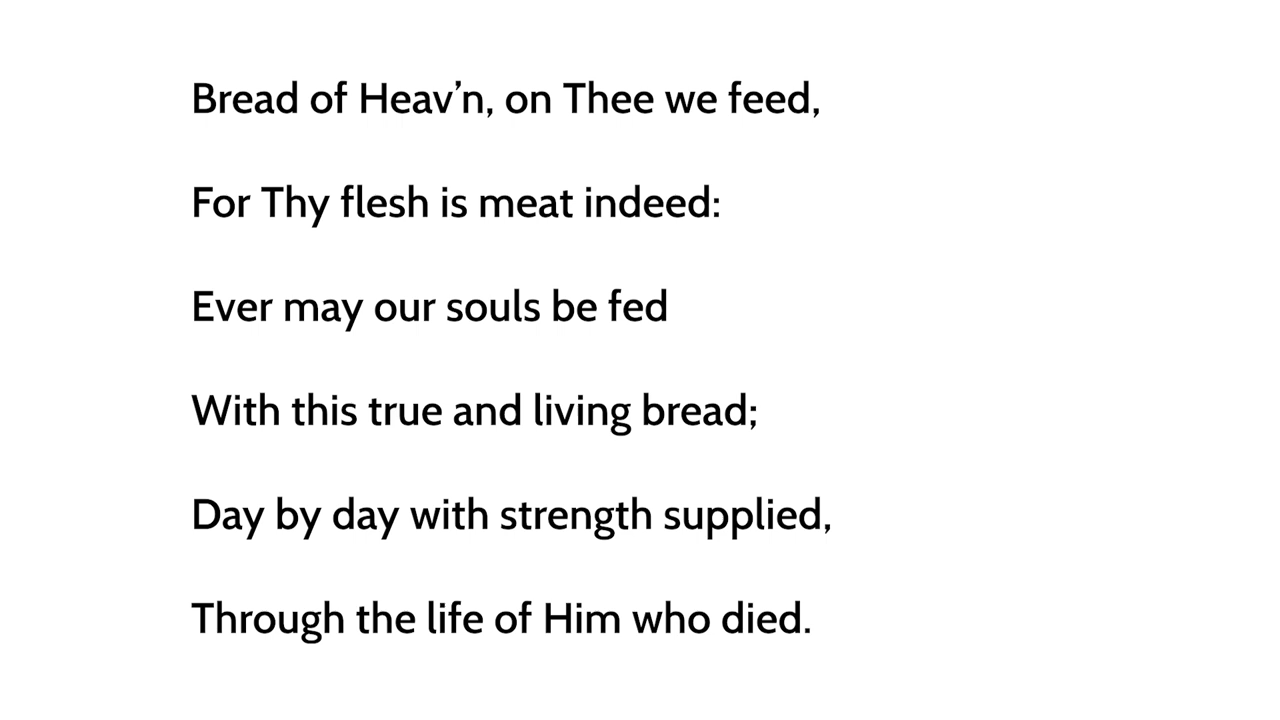 Bread of Heav’n, on Thee we feed,
For Thy flesh is meat indeed:
Ever may our souls be fed
With this true and living bread;
Day by day with strength supplied,
Through the life of Him who died.